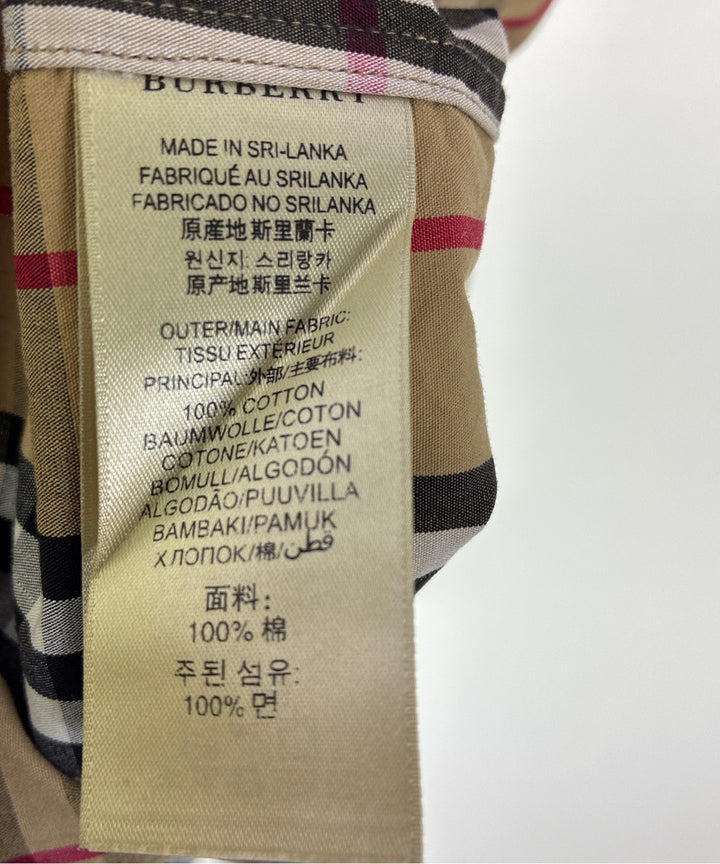 BURBERRY
MADE IN SRI-LANKA
FABRIQUÉ AU SRILANKA
FABRICADO NO SRILANKA
原産地斯里蘭卡
원신지: 스리랑카
原产地斯里兰卡
OUTER/MAIN FABRIC:
TISSU EXTÉRIEUR
PRINCIPAL:外部/主要布料:
100% COTTON
BAUMWOLLE/COTON
COTONE/KATOEN
BOMULL/ALGODÓN
ALGODÃO/PUUVILLA
BAMBAKI/PAMUK
ХЛОПОК/棉/قطن
面料:
100% 棉
주된 섬유:
100% 면